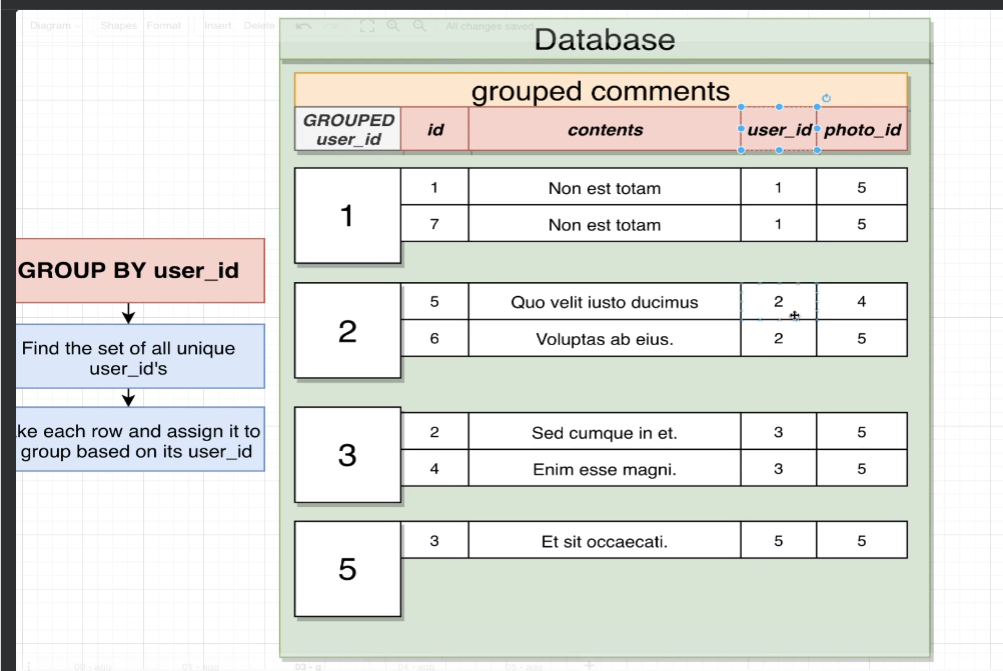 Diagram
Shapes
Format
Insert
Delete
All changes saved
Database
grouped comments
GROUPED
user_id
id
contents
user_id
photo_id
1
1
Non est totam
1
5
7
Non est totam
1
5
2
5
Quo velit iusto ducimus
2
4
6
Voluptas ab eius.
2
5
3
2
Sed cumque in et.
3
5
4
Enim esse magni.
3
5
5
3
Et sit occaecati.
5
5
GROUP BY user_id
Find the set of all unique
user_id's
ke each row and assign it to
group based on its user_id
03 - g